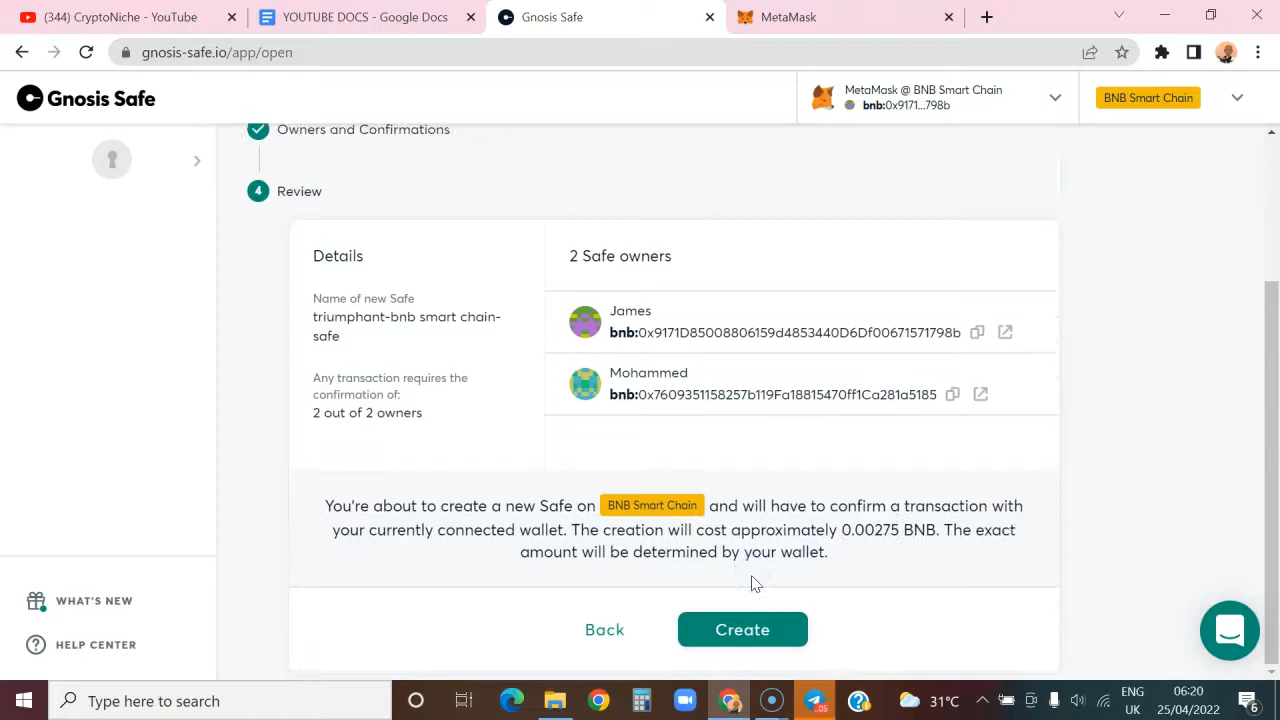 (344) CryptoNiche - YouTube
YOUTUBE DOCS - Google Docs
Gnosis Safe
MetaMask
gnosis-safe.io/app/open
Gnosis Safe
MetaMask @ BNB Smart Chain
bnb:0x9171...798b
BNB Smart Chain
Owners and Confirmations
4 Review
Details
Name of new Safe
triumphant-bnb smart chain-
safe
Any transaction requires the
confirmation of:
2 out of 2 owners
2 Safe owners
James
bnb:0x9171D85008806159d4853440D6Df00671571798b
Mohammed
bnb:0x7609351158257b119Fa18815470ff1Ca281a5185
You're about to create a new Safe on BNB Smart Chain and will have to confirm a transaction with
your currently connected wallet. The creation will cost approximately 0.00275 BNB. The exact
amount will be determined by your wallet.
Back
Create
WHAT'S NEW
HELP CENTER
Type here to search
.05
31°C
ENG
UK
06:20
25/04/2022
6